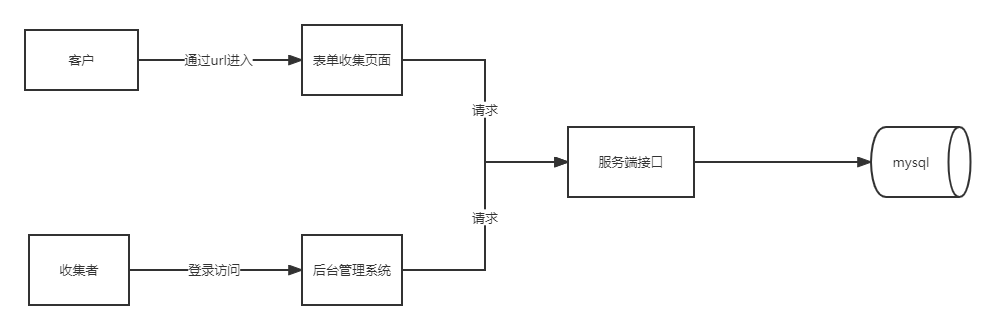 客户
通过url进入
表单收集页面
请求
服务端接口
mysql
请求
收集者
登录访问
后台管理系统